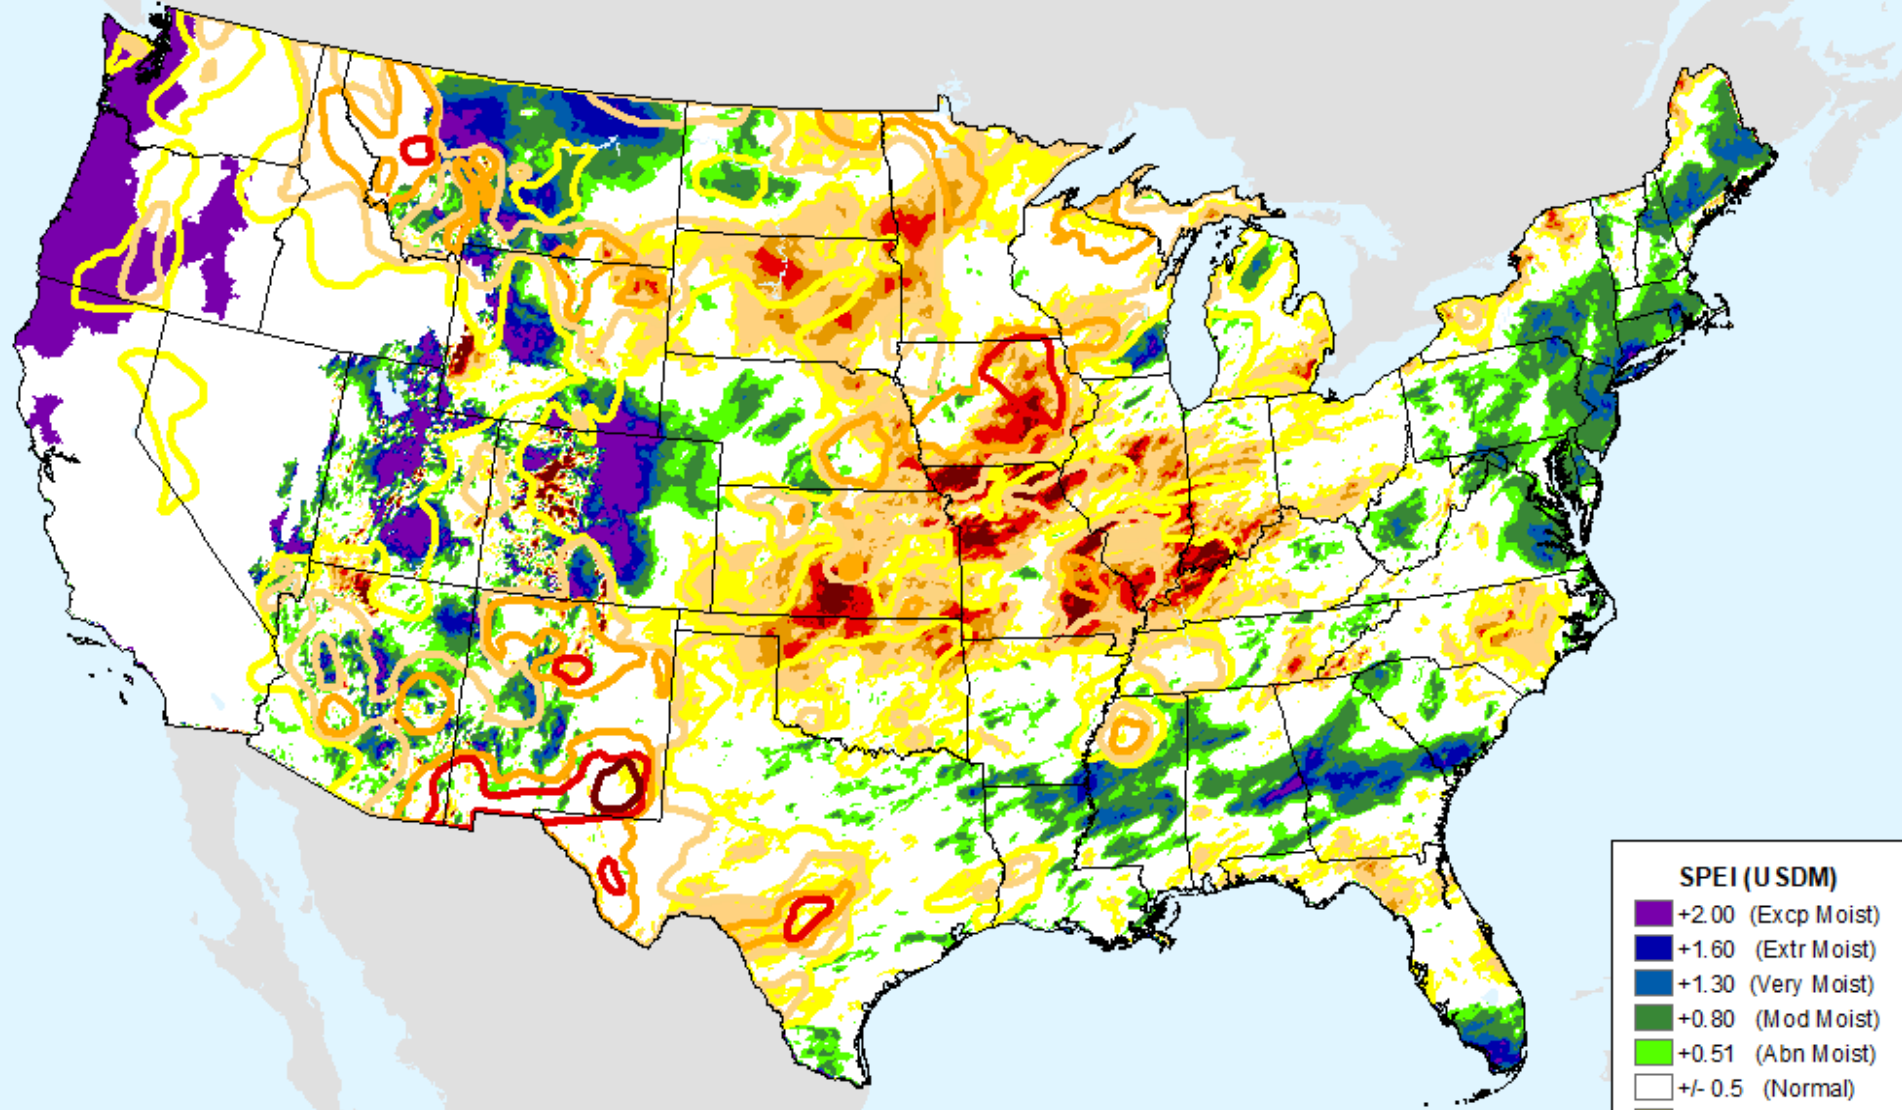 SPEI (USDM)
+2.00 (Excp Moist)
+1.60 (Extr Moist)
+1.30 (Very Moist)
+0.80 (Mod Moist)
+0.51 (Abn Moist)
+/- 0.5 (Normal)